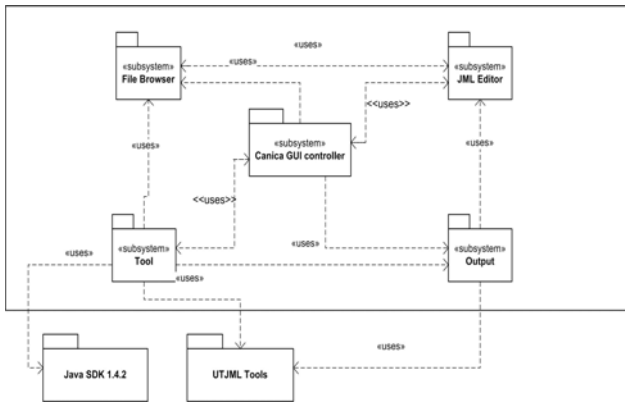 «uses»
«subsystem»
File Browser
«subsystem»
JML Editor
«uses»
<<uses>>
«subsystem»
Canica GUI controller
«uses»
«uses»
<<uses>>
«subsystem»
Tool
«uses»
«uses»
«subsystem»
Output
«uses»
«uses»
Java SDK 1.4.2
UTJML Tools